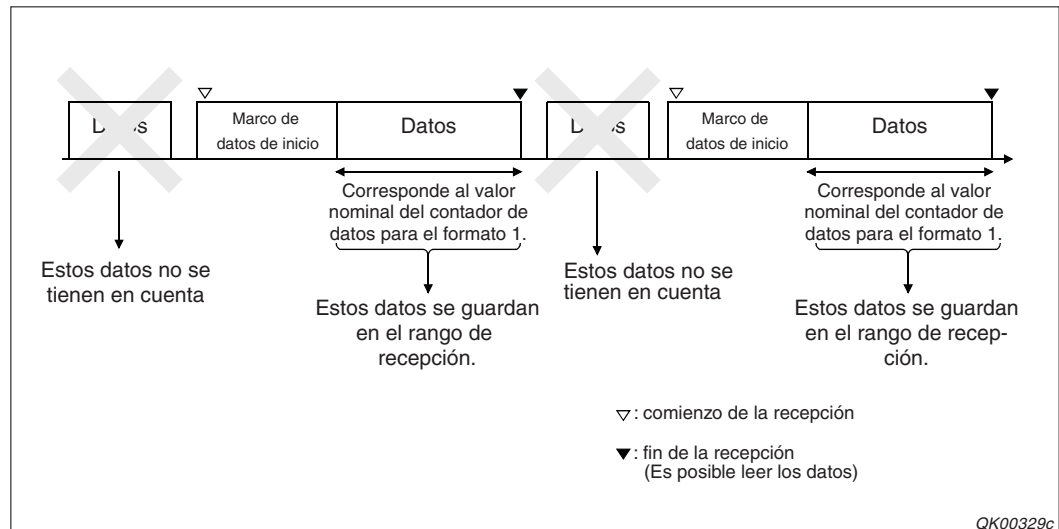 Datos
Marco de
datos de inicio
Datos
Datos
Marco de
datos de inicio
Datos
Corresponde al valor
nominal del contador de
datos para el formato 1.
Corresponde al valor
nominal del contador de
datos para el formato 1.
Estos datos no se
tienen en cuenta
Estos datos se guardan
en el rango de
recepción.
Estos datos no se
tienen en cuenta
Estos datos se guardan
en el rango de recep-
ción.
▽: comienzo de la recepción
▼: fin de la recepción
(Es posible leer los datos)
QK00329c